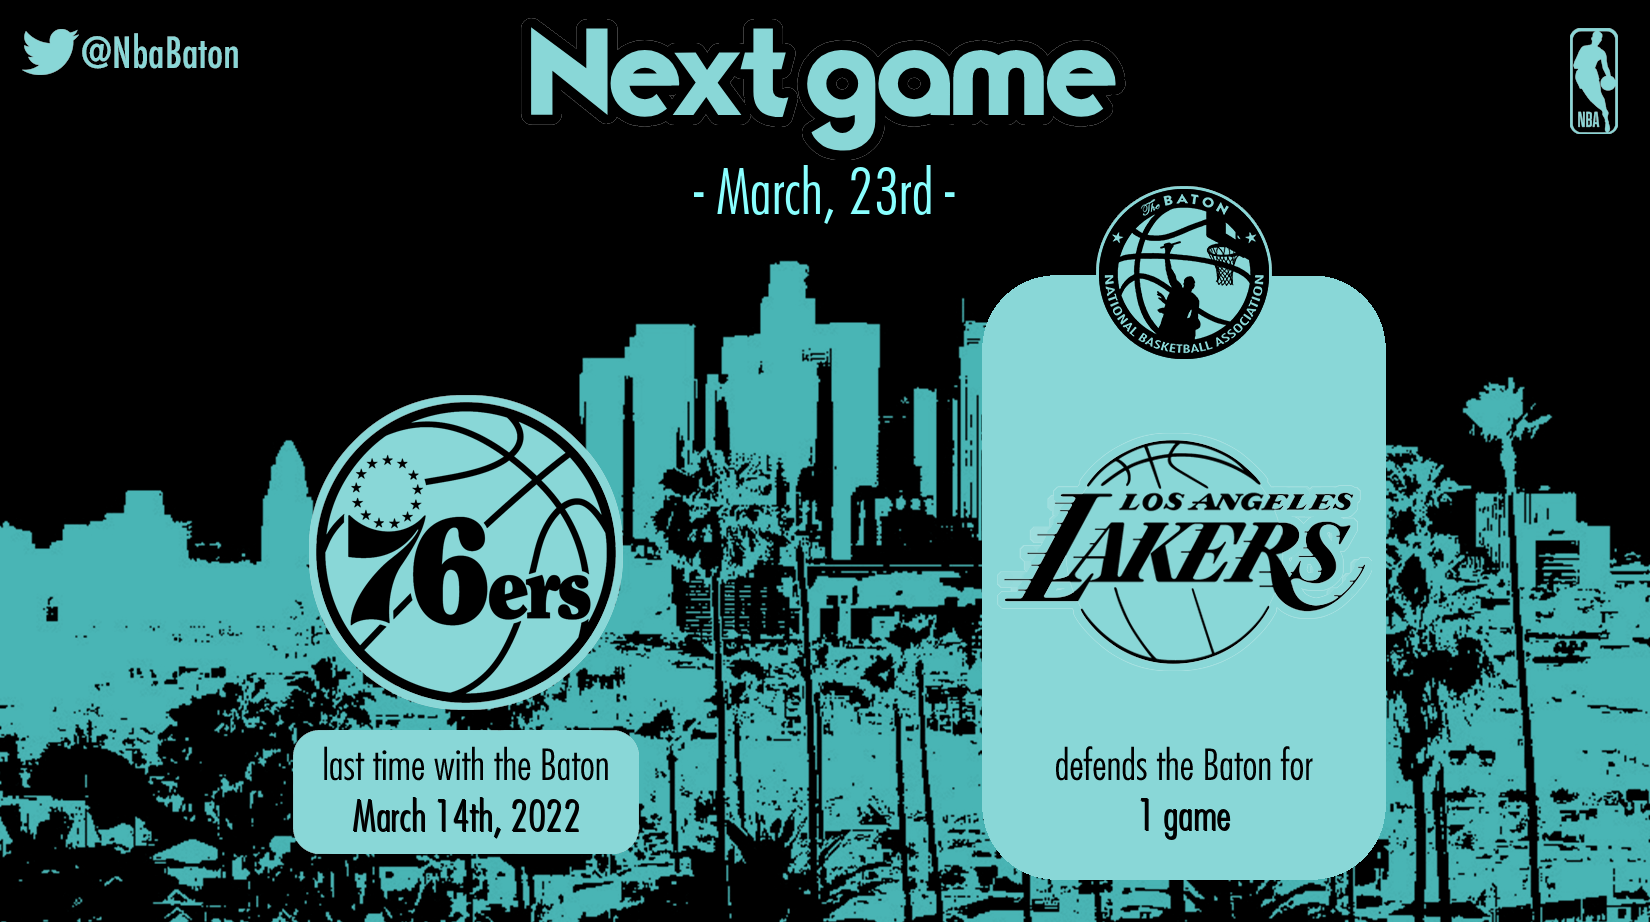 @NbaBaton
Next game
NBA
- March, 23rd -
The BATON
NATIONAL BASKETBALL ASSOCIATION
76ers
LOS ANGELES
LAKERS
last time with the Baton
March 14th, 2022
defends the Baton for
1 game